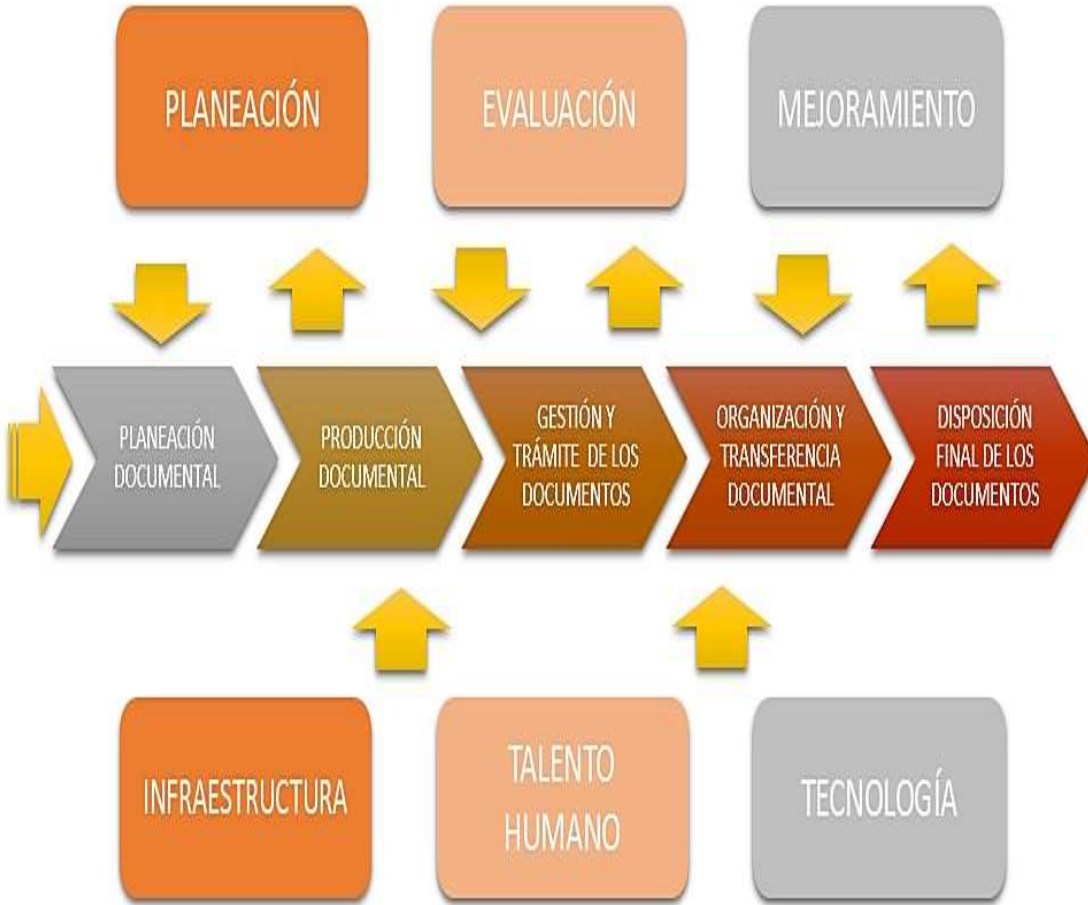 PLANEACIÓN
EVALUACIÓN
MEJORAMIENTO
PLANEACIÓN
DOCUMENTAL
PRODUCCIÓN
DOCUMENTAL
GESTIÓN Y
TRÁMITE DE LOS
DOCUMENTOS
ORGANIZACIÓN Y
TRANSFERENCIA
DOCUMENTAL
DISPOSICIÓN
FINAL DE LOS
DOCUMENTOS
INFRAESTRUCTURA
TALENTO
HUMANO
TECNOLOGÍA